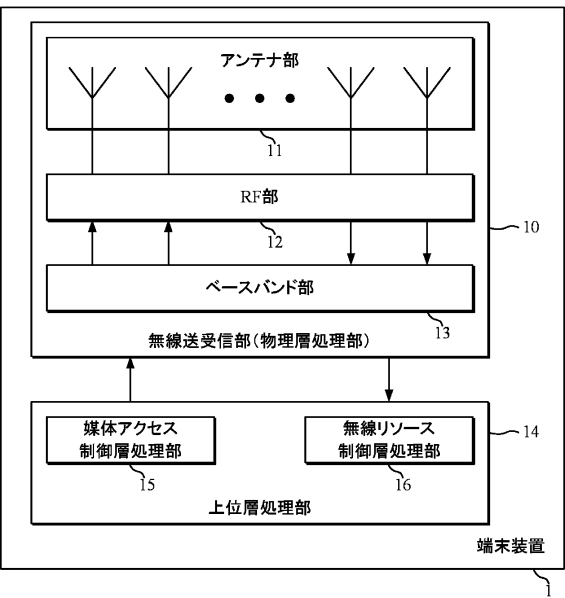 アンテナ部
11
RF部
12
10
ベースバンド部
13
無線送受信部(物理層処理部)
媒体アクセス
制御層処理部
15
無線リソース
制御層処理部
16
14
上位層処理部
端末装置
1